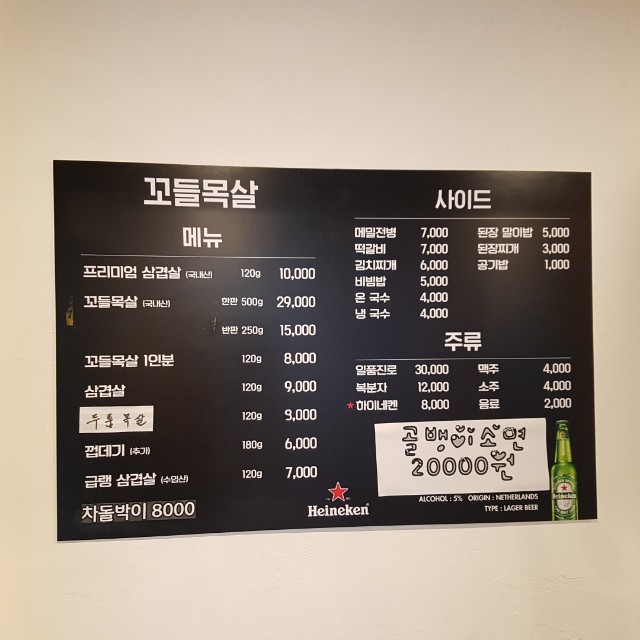 꼬들목살
메뉴
프리미엄 삼겹살 (국내산) 120g 10,000
꼬들목살 (국내산) 한판 500g 29,000
반판 250g 15,000
꼬들목살 1인분 120g 8,000
삼겹살 120g 9,000
두툼목살 120g 9,000
껍데기 (추가) 180g 6,000
급랭 삼겹살 (수입산) 120g 7,000
차돌박이 8000
사이드
메밀전병 7,000 된장 말이밥 5,000
떡갈비 7,000 된장찌개 3,000
김치찌개 6,000 공기밥 1,000
비빔밥 5,000
온 국수 4,000
냉 국수 4,000
주류
일품진로 30,000 맥주 4,000
복분자 12,000 소주 4,000
하이네켄 8,000 음료 2,000
골뱅이소면
20000원
ALCOHOL : 5% ORIGIN : NETHERLANDS
TYPE : LAGER BEER
Heineken
Heineken